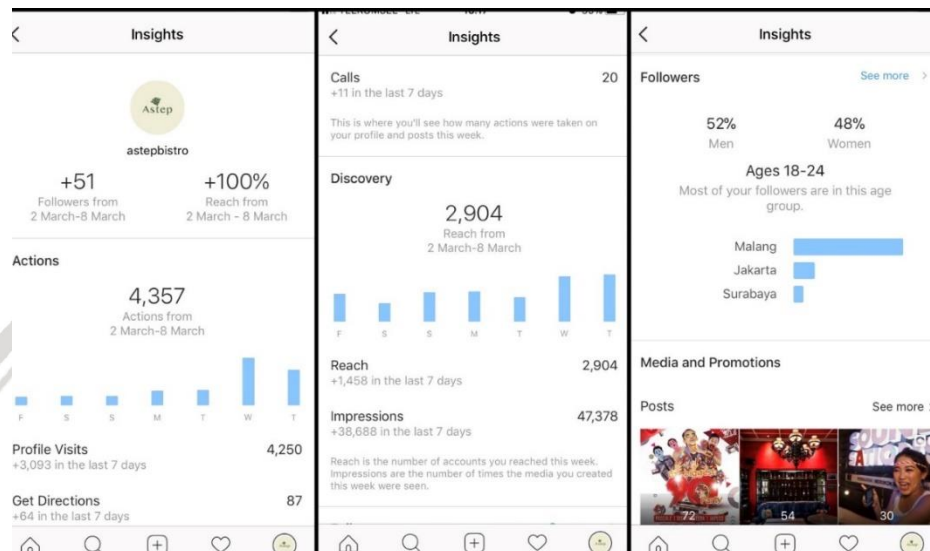 Insights
Astep
astepbistro
+51
Followers from
2 March-8 March
+100%
Reach from
2 March - 8 March
Actions
4,357
Actions from
2 March-8 March
F S S M T W T
Profile Visits 4,250
+3,093 in the last 7 days
Get Directions 87
+64 in the last 7 days
Insights
Calls 20
+11 in the last 7 days
This is where you'll see how many actions were taken on
your profile and posts this week.
Discovery
2,904
Reach from
2 March-8 March
F S S M T W T
Reach 2,904
+1,458 in the last 7 days
Impressions 47,378
+38,688 in the last 7 days
Reach is the number of accounts you reached this week.
Impressions are the number of times the media you created
this week were seen.
Insights
Followers See more
52% 48%
Men Women
Ages 18-24
Most of your followers are in this age
group.
Malang
Jakarta
Surabaya
Media and Promotions
Posts See more
72 54 30